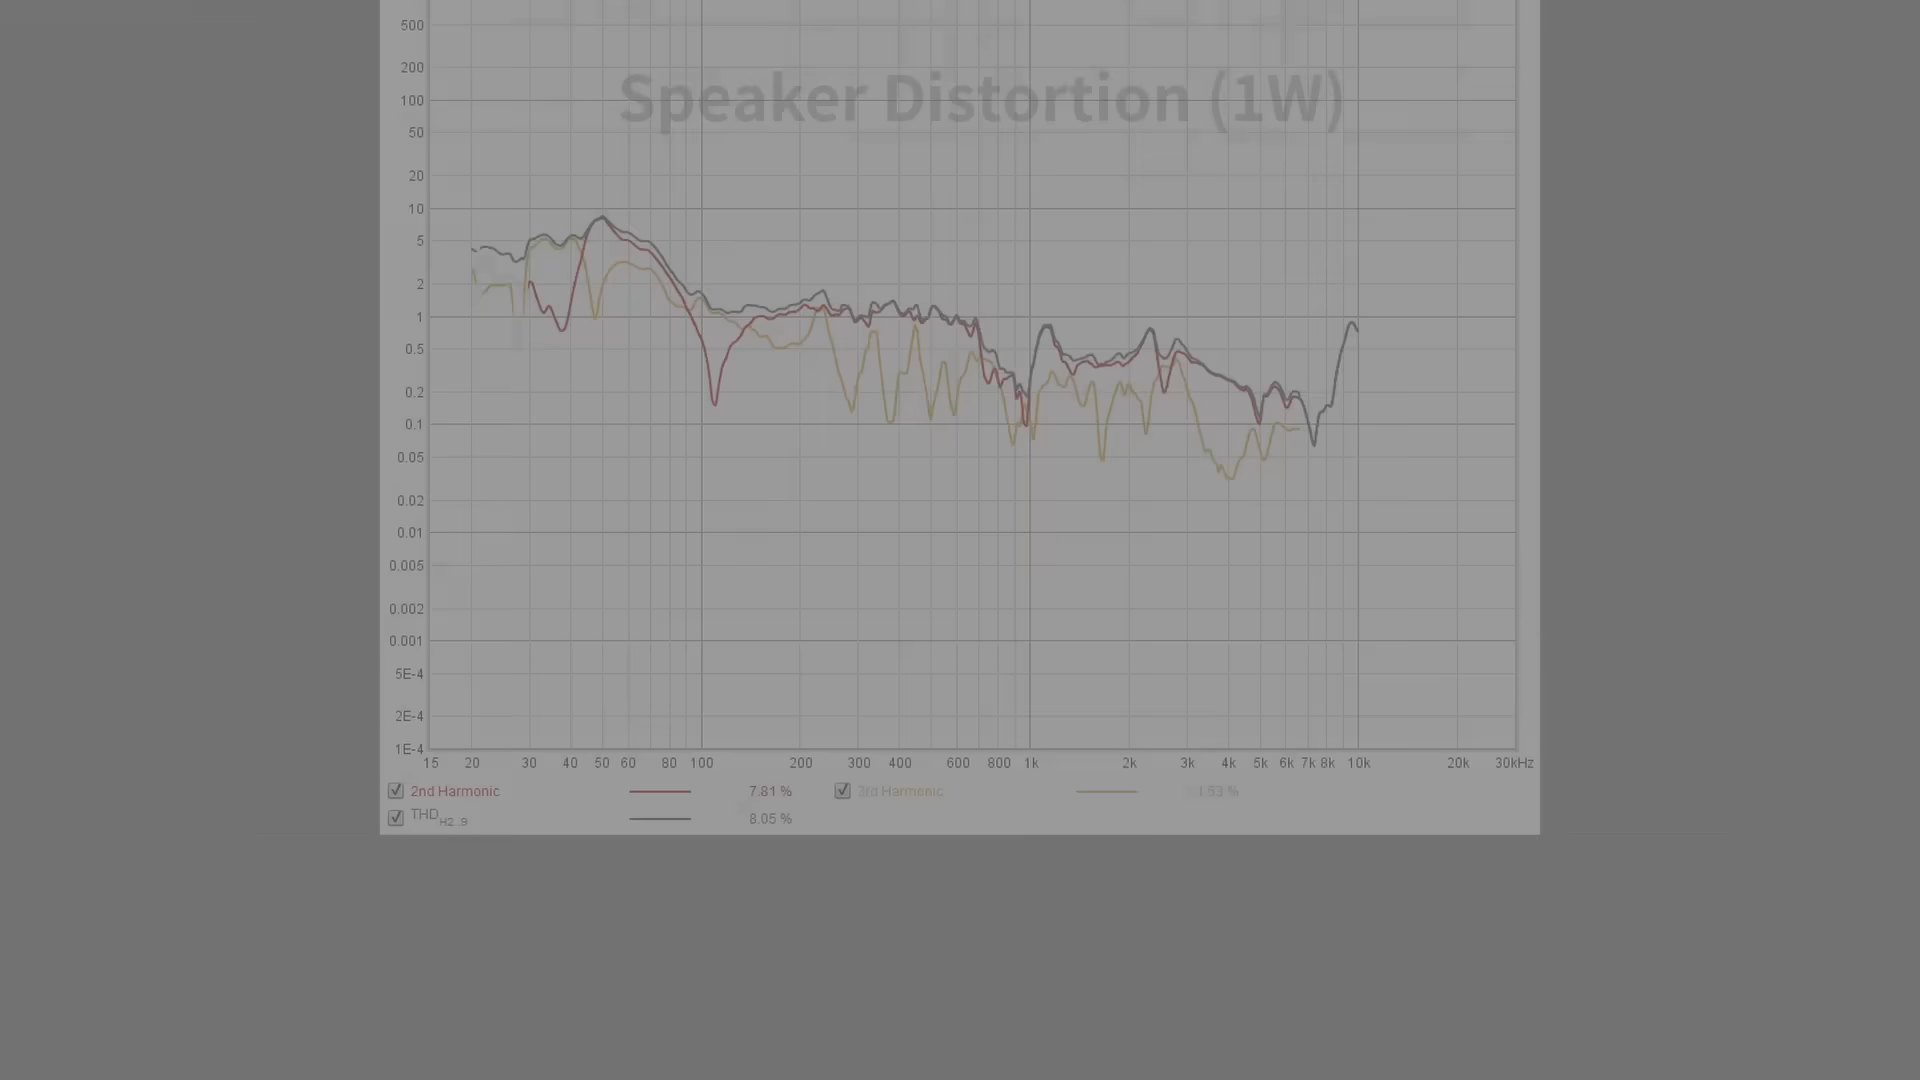 500
Speaker Distortion (1W)
200
100
50
20
10
5
2
1
0.5
0.2
0.1
0.05
0.02
0.01
0.005
0.002
0.001
5E-4
2E-4
1E-4
15 20 30 40 50 60 80 100 200 300 400 600 800 1k 2k 3k 4k 5k 6k 7k 8k 10k 20k 30kHz
2nd Harmonic 7.81 % 3rd Harmonic 1.53 %
THD H2..9 8.05 %